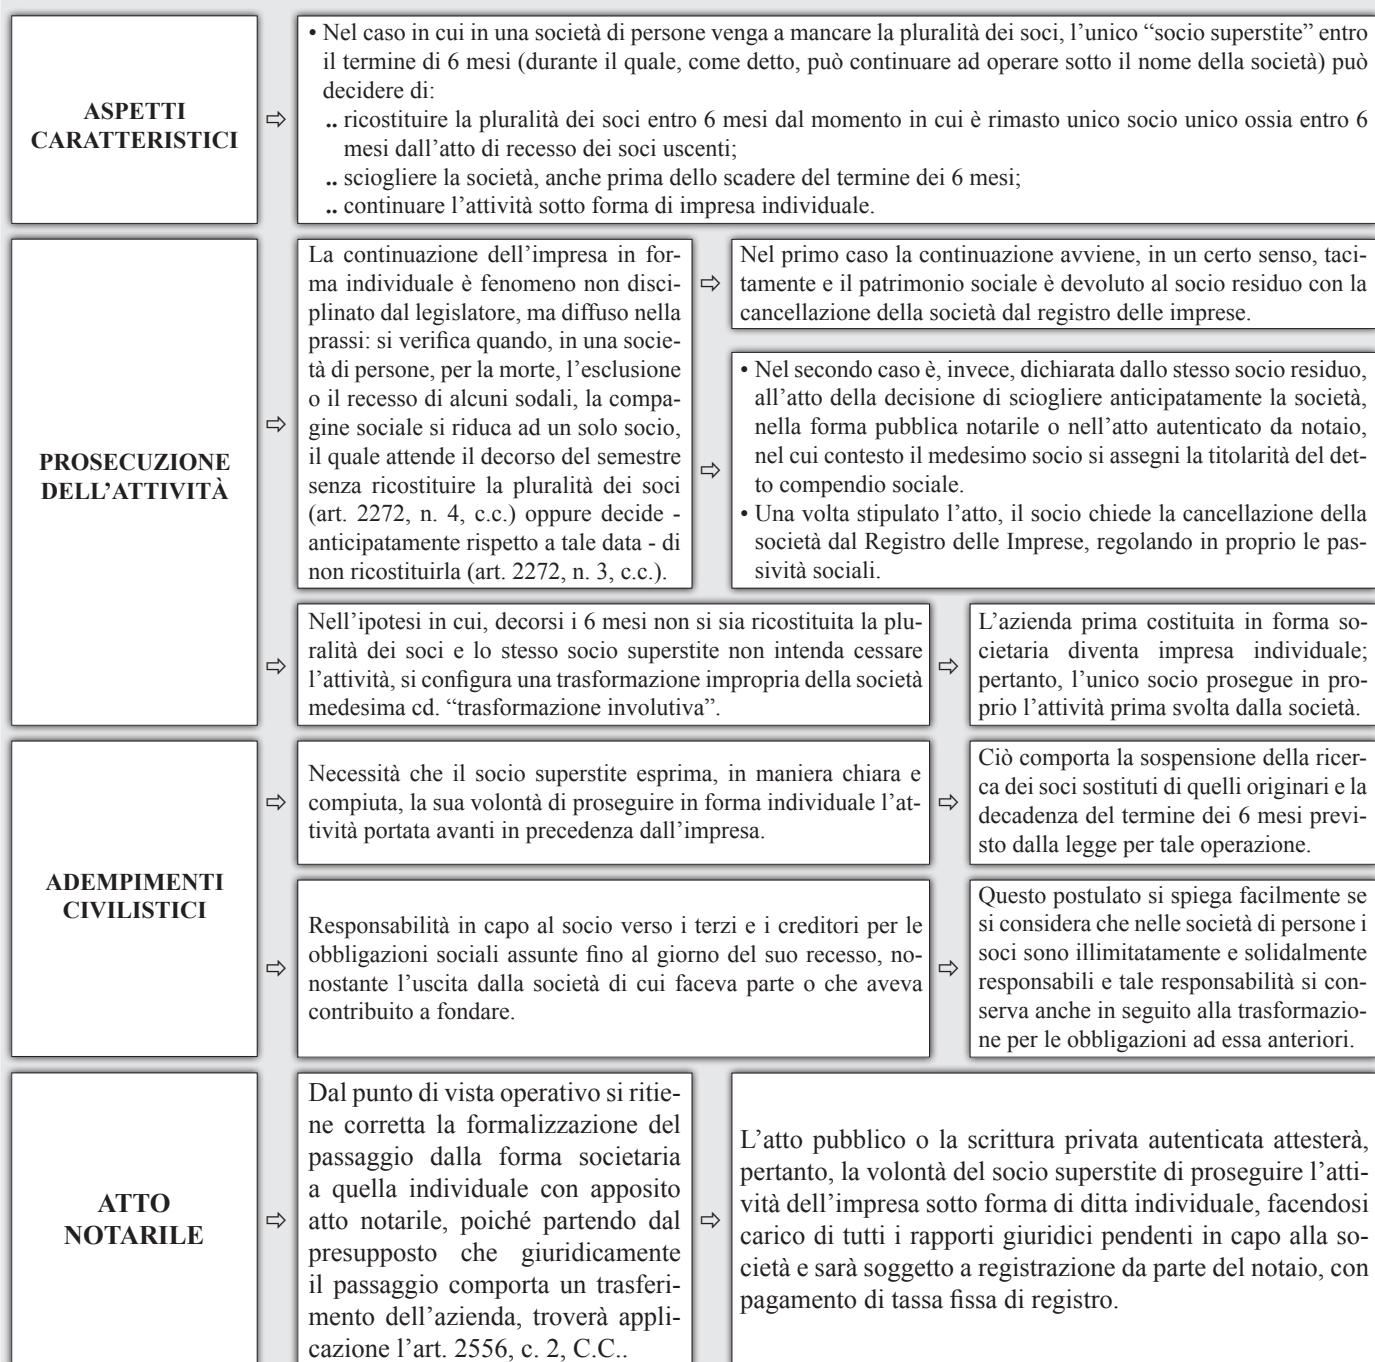 ASPETTI
CARATTERISTICI
⇨
• Nel caso in cui in una società di persone venga a mancare la pluralità dei soci, l’unico “socio superstite” entro
il termine di 6 mesi (durante il quale, come detto, può continuare ad operare sotto il nome della società) può
decidere di:
.. ricostituire la pluralità dei soci entro 6 mesi dal momento in cui è rimasto unico socio unico ossia entro 6
mesi dall’atto di recesso dei soci uscenti;
.. sciogliere la società, anche prima dello scadere del termine dei 6 mesi;
.. continuare l’attività sotto forma di impresa individuale.
PROSECUZIONE
DELL’ATTIVITÀ
⇨
La continuazione dell’impresa in for-
ma individuale è fenomeno non disci-
plinato dal legislatore, ma diffuso nella
prassi: si verifica quando, in una socie-
tà di persone, per la morte, l’esclusione
o il recesso di alcuni sodali, la compa-
gine sociale si riduca ad un solo socio,
il quale attende il decorso del semestre
senza ricostituire la pluralità dei soci
(art. 2272, n. 4, c.c.) oppure decide -
anticipatamente rispetto a tale data - di
non ricostituirla (art. 2272, n. 3, c.c.).
⇨
Nel primo caso la continuazione avviene, in un certo senso, taci-
tamente e il patrimonio sociale è devoluto al socio residuo con la
cancellazione della società dal registro delle imprese.
⇨
• Nel secondo caso è, invece, dichiarata dallo stesso socio residuo,
all’atto della decisione di sciogliere anticipatamente la società,
nella forma pubblica notarile o nell’atto autenticato da notaio,
nel cui contesto il medesimo socio si assegni la titolarità del det-
to compendio sociale.
• Una volta stipulato l’atto, il socio chiede la cancellazione della
società dal Registro delle Imprese, regolando in proprio le pas-
sività sociali.
⇨
Nell’ipotesi in cui, decorsi i 6 mesi non si sia ricostituita la plu-
ralità dei soci e lo stesso socio superstite non intenda cessare
l’attività, si configura una trasformazione impropria della società
medesima cd. “trasformazione involutiva”.
⇨
L’azienda prima costituita in forma so-
cietaria diventa impresa individuale;
pertanto, l’unico socio prosegue in pro-
prio l’attività prima svolta dalla società.
ADEMPIMENTI
CIVILISTICI
⇨
Necessità che il socio superstite esprima, in maniera chiara e
compiuta, la sua volontà di proseguire in forma individuale l’at-
tività portata avanti in precedenza dall’impresa.
⇨
Ciò comporta la sospensione della ricer-
ca dei soci sostituti di quelli originari e la
decadenza del termine dei 6 mesi previ-
sto dalla legge per tale operazione.
⇨
Responsabilità in capo al socio verso i terzi e i creditori per le
obbligazioni sociali assunte fino al giorno del suo recesso, no-
nostante l’uscita dalla società di cui faceva parte o che aveva
contribuito a fondare.
⇨
Questo postulato si spiega facilmente se
si considera che nelle società di persone i
soci sono illimitatamente e solidalmente
responsabili e tale responsabilità si con-
serva anche in seguito alla trasformazio-
ne per le obbligazioni ad essa anteriori.
ATTO
NOTARILE
⇨
Dal punto di vista operativo si ritie-
ne corretta la formalizzazione del
passaggio dalla forma societaria
a quella individuale con apposito
atto notarile, poiché partendo dal
presupposto che giuridicamente
il passaggio comporta un trasferi-
mento dell’azienda, troverà appli-
cazione l’art. 2556, c. 2, C.C..
⇨
L’atto pubblico o la scrittura privata autenticata attesterà,
pertanto, la volontà del socio superstite di proseguire l’atti-
vità dell’impresa sotto forma di ditta individuale, facendosi
carico di tutti i rapporti giuridici pendenti in capo alla so-
cietà e sarà soggetto a registrazione da parte del notaio, con
pagamento di tassa fissa di registro.